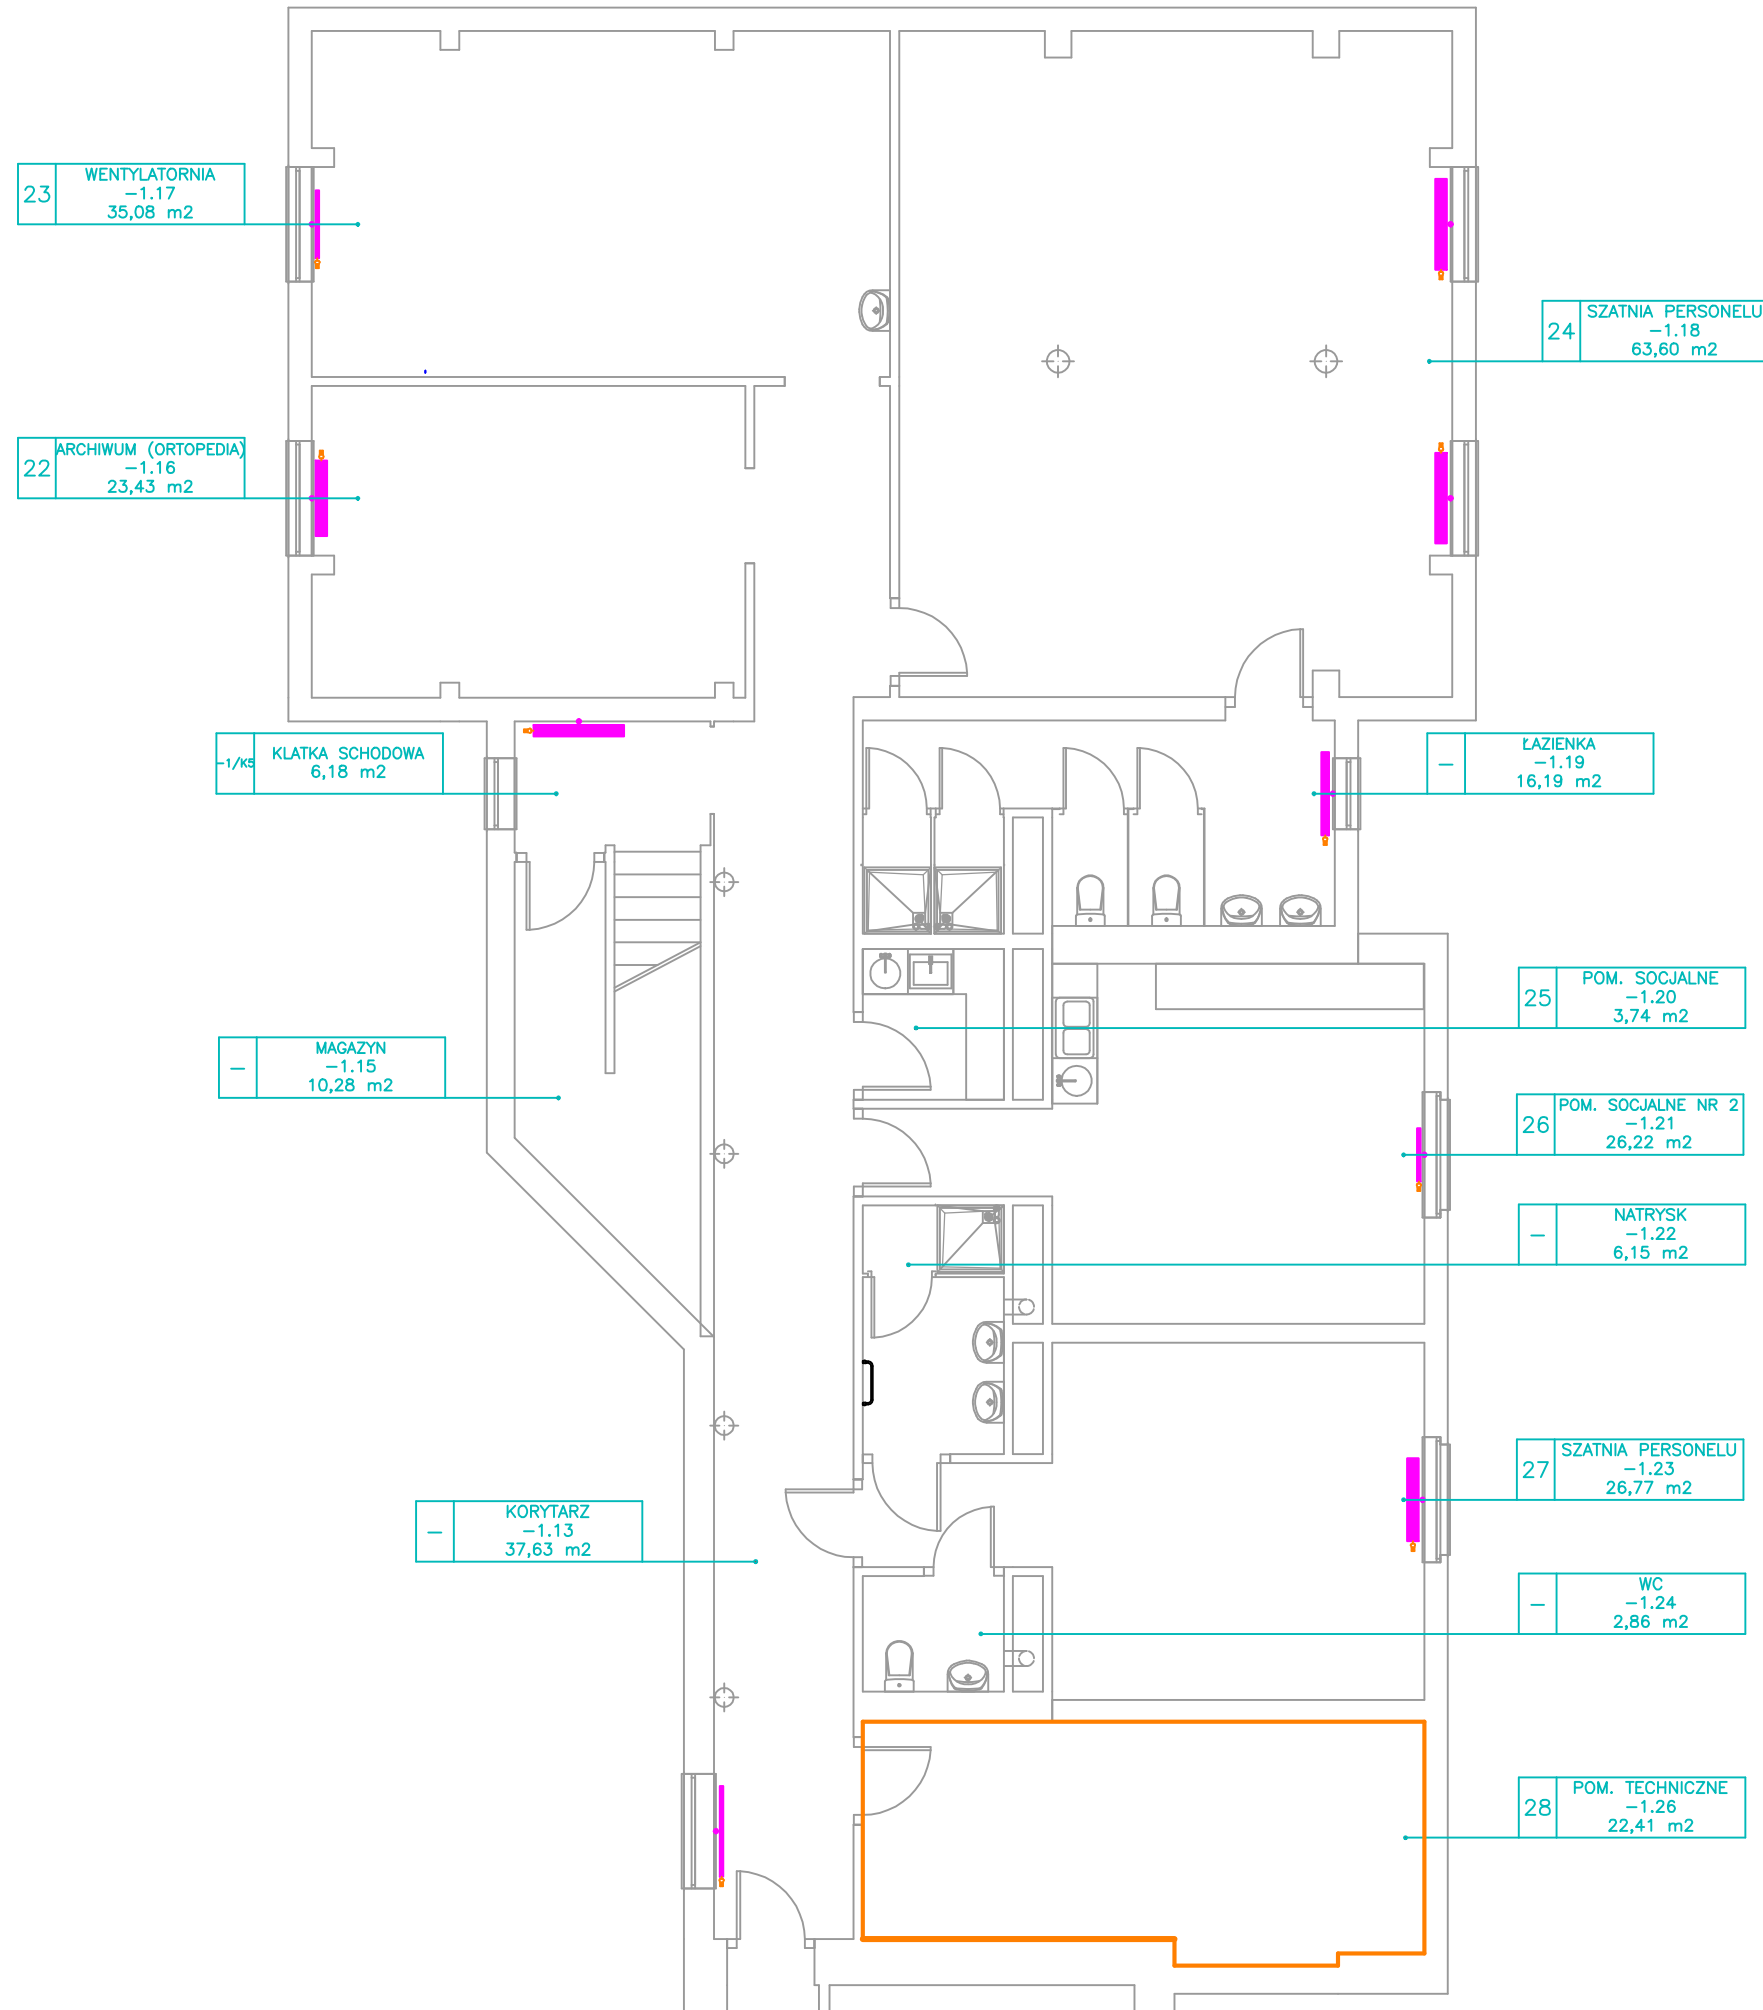 23
WENTYLATORNIA
-1.17
35,08 m2
24
SZATNIA PERSONELU
-1.18
63,60 m2
22
ARCHIWUM (ORTOPEDIA)
-1.16
23,43 m2
-1/K5
KLATKA SCHODOWA
6,18 m2
-
ŁAZIENKA
-1.19
16,19 m2
25
POM. SOCJALNE
-1.20
3,74 m2
-
MAGAZYN
-1.15
10,28 m2
26
POM. SOCJALNE NR 2
-1.21
26,22 m2
-
NATRYSK
-1.22
6,15 m2
27
SZATNIA PERSONELU
-1.23
26,77 m2
-
KORYTARZ
-1.13
37,63 m2
-
WC
-1.24
2,86 m2
28
POM. TECHNICZNE
-1.26
22,41 m2